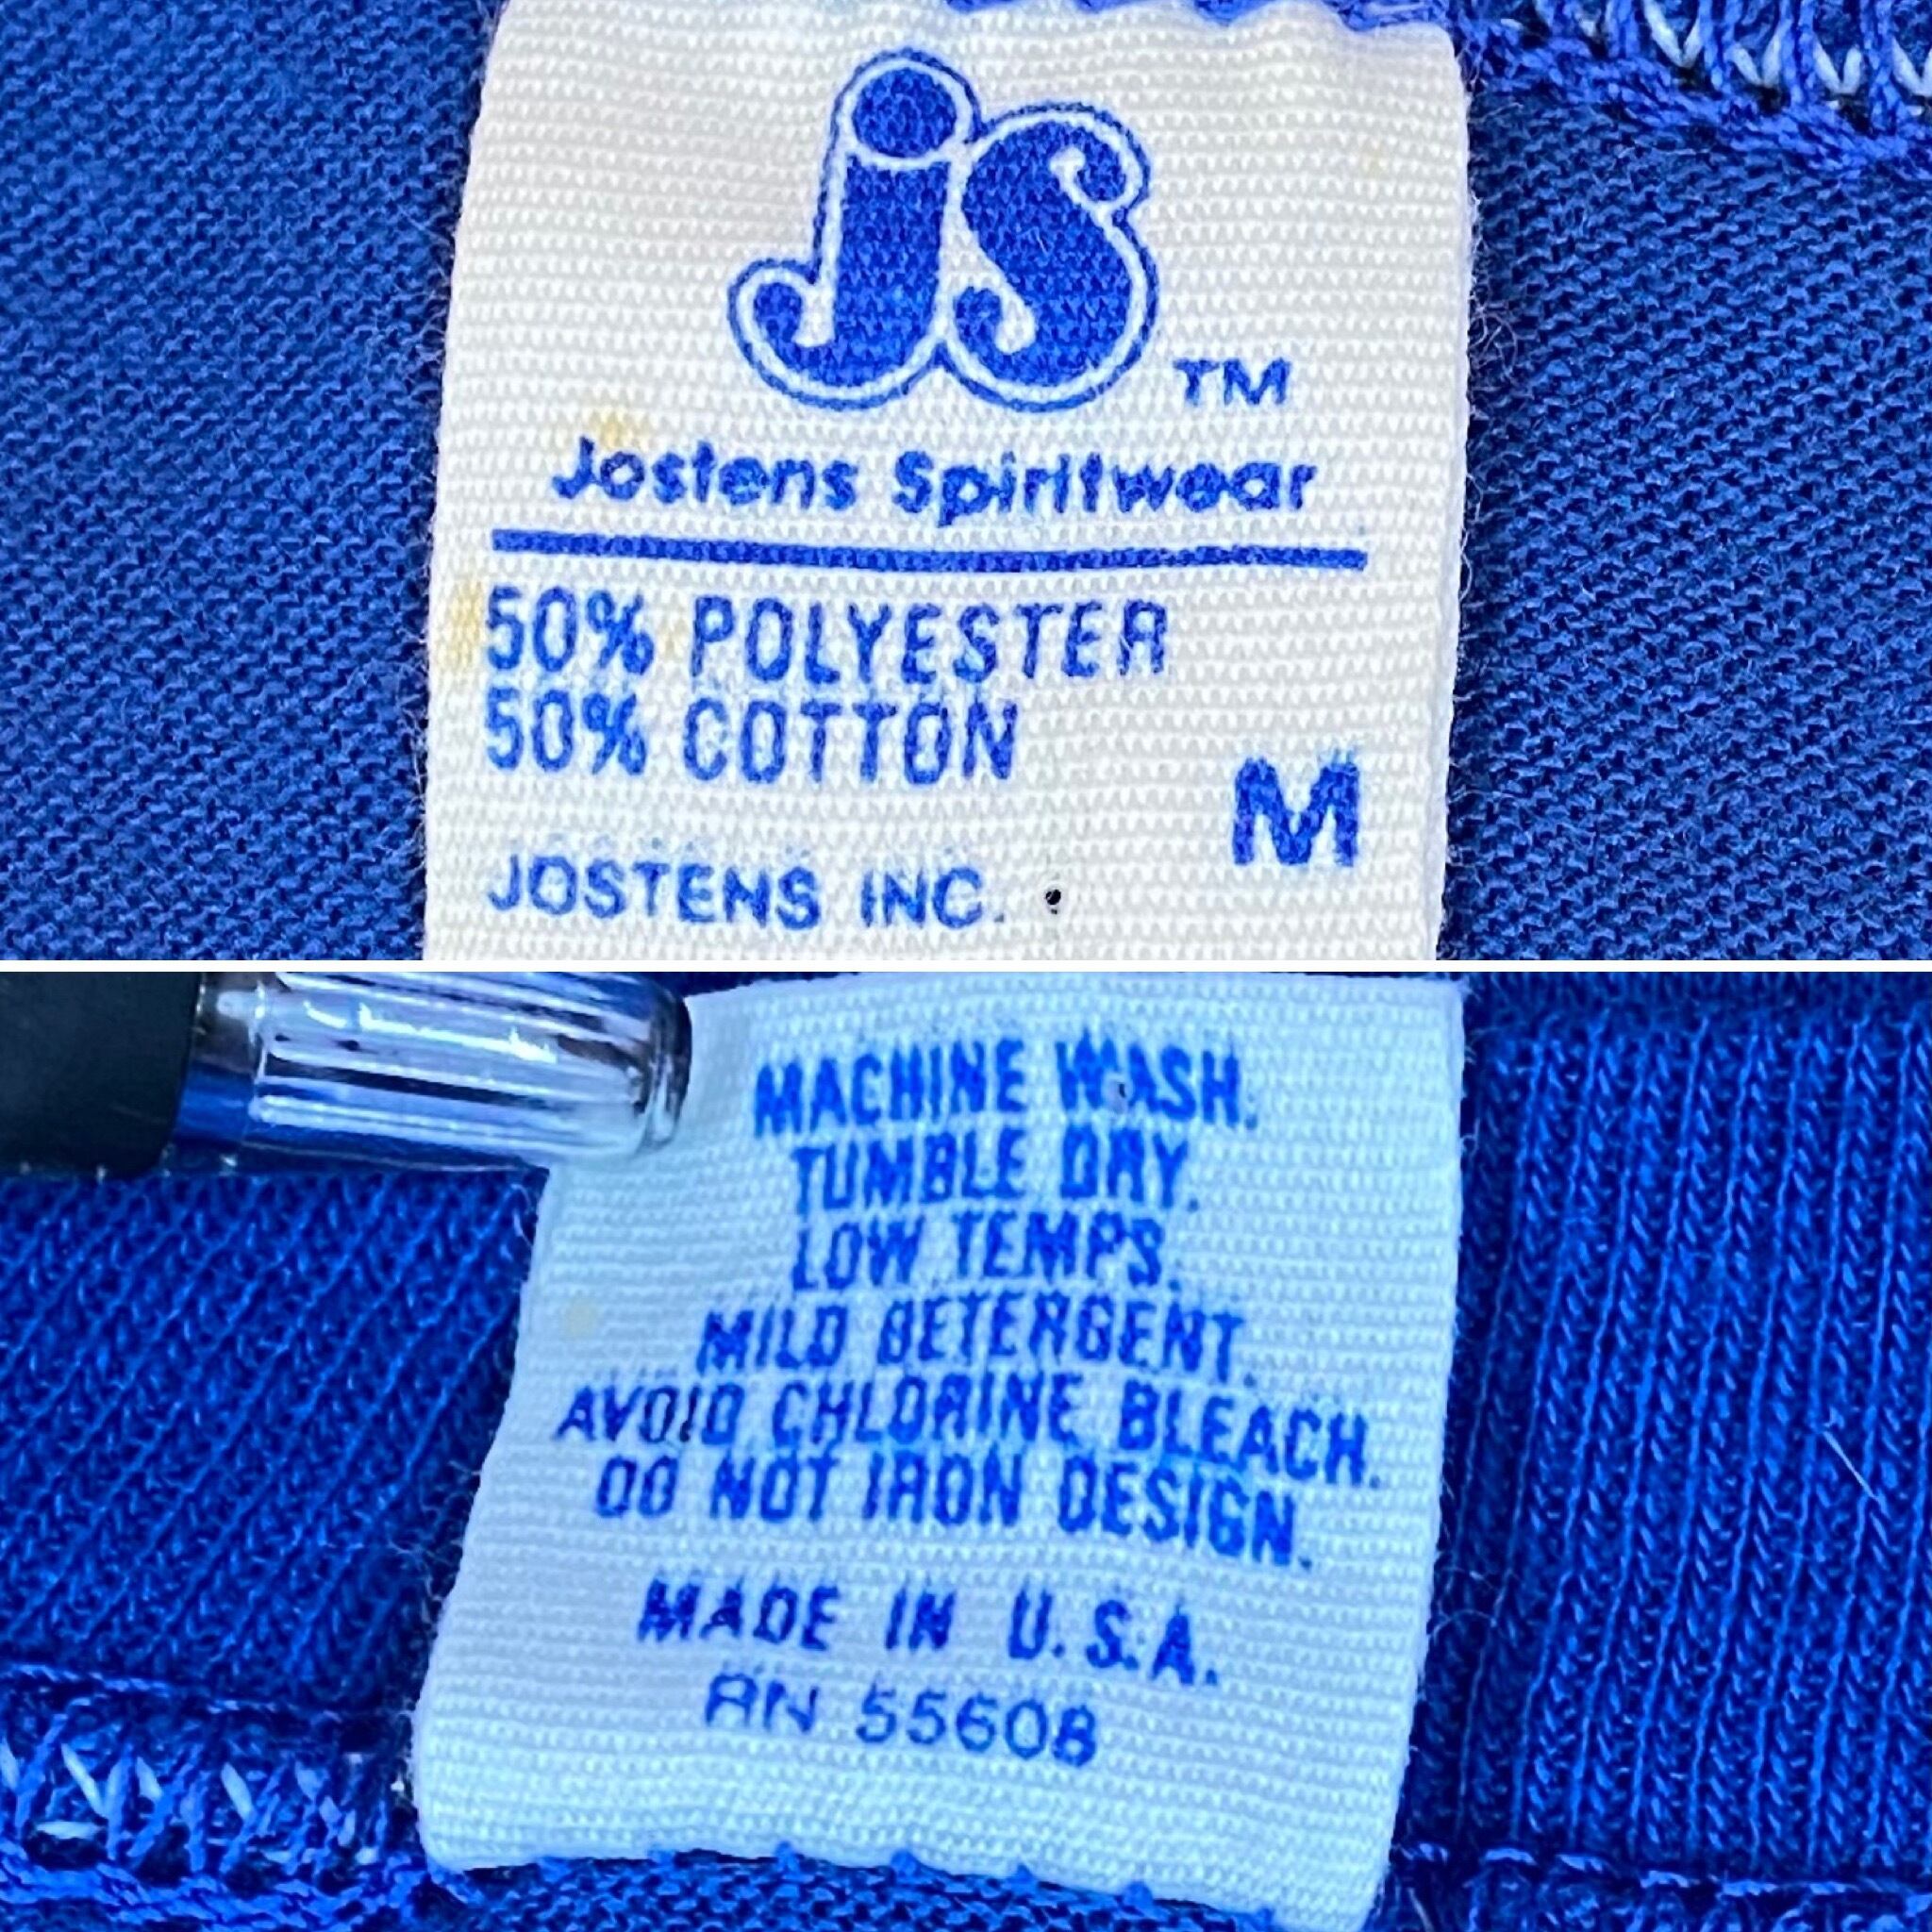 js TM
Jostens Spiritwear
50% POLYESTER
50% COTTON
M
JOSTENS INC.
MACHINE WASH.
TUMBLE DRY.
LOW TEMPS.
MILD DETERGENT.
AVOID CHLORINE BLEACH.
DO NOT IRON DESIGN.
MADE IN U.S.A.
RN 55608